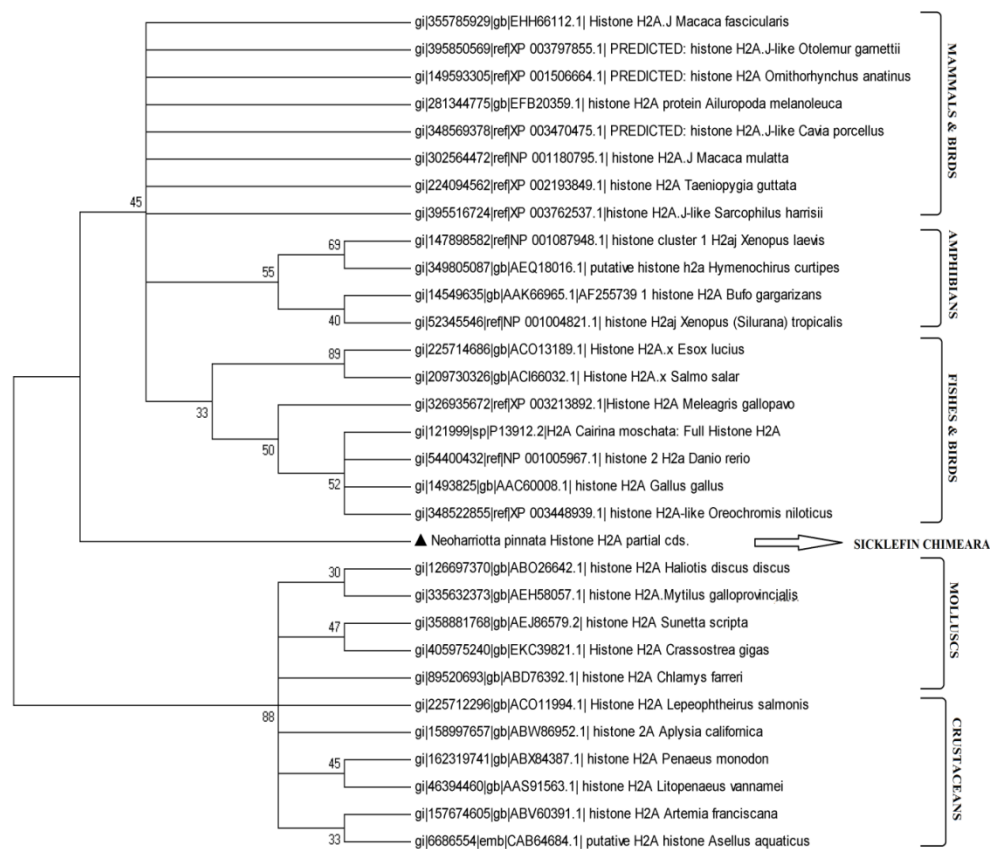 gi|355785929|gb|EHH66112.1| Histone H2A.J Macaca fascicularis
gi|395850569|ref|XP 003797855.1| PREDICTED: histone H2A.J-like Otolemur garnettii
gi|149593305|ref|XP 001506664.1| PREDICTED: histone H2A Ornithorhynchus anatinus
gi|281344775|gb|EFB20359.1| histone H2A protein Ailuropoda melanoleuca
gi|348569378|ref|XP 003470475.1| PREDICTED: histone H2A.J-like Cavia porcellus
gi|302564472|ref|NP 001180795.1| histone H2A.J Macaca mulatta
gi|224094562|ref|XP 002193849.1| histone H2A Taeniopygia guttata
gi|395516724|ref|XP 003762537.1|histone H2A.J-like Sarcophilus harrisii
MAMMALS & BIRDS
45
gi|147898582|ref|NP 001087948.1| histone cluster 1 H2aj Xenopus laevis
gi|349805087|gb|AEQ18016.1| putative histone h2a Hymenochirus curtipes
gi|14549635|gb|AAK66965.1|AF255739 1 histone H2A Bufo gargarizans
gi|52345546|ref|NP 001004821.1| histone H2aj Xenopus (Silurana) tropicalis
AMPHIBIANS
69
55
40
gi|225714686|gb|ACO13189.1| Histone H2A.x Esox lucius
gi|209730326|gb|ACI66032.1| Histone H2A.x Salmo salar
gi|326935672|ref|XP 003213892.1|Histone H2A Meleagris gallopavo
gi|121999|sp|P13912.2|H2A Cairina moschata: Full Histone H2A
gi|54400432|ref|NP 001005967.1| histone 2 H2a Danio rerio
gi|1493825|gb|AAC60008.1| histone H2A Gallus gallus
gi|348522855|ref|XP 003448939.1| histone H2A-like Oreochromis niloticus
FISHES & BIRDS
89
33
50
52
▲ Neoharriotta pinnata Histone H2A partial cds.
SICKLEFIN CHIMEARA
gi|126697370|gb|ABO26642.1| histone H2A Haliotis discus discus
gi|335632373|gb|AEH58057.1| histone H2A.Mytilus galloprovincialis
gi|358881768|gb|AEJ86579.2| histone H2A Sunetta scripta
gi|405975240|gb|EKC39821.1| Histone H2A Crassostrea gigas
gi|89520693|gb|ABD76392.1| histone H2A Chlamys farreri
MOLLUSCS
30
47
gi|225712296|gb|ACO11994.1| Histone H2A Lepeophtheirus salmonis
gi|158997657|gb|ABW86952.1| histone 2A Aplysia californica
gi|162319741|gb|ABX84387.1| histone H2A Penaeus monodon
gi|46394460|gb|AAS91563.1| histone H2A Litopenaeus vannamei
gi|157674605|gb|ABV60391.1| histone H2A Artemia franciscana
gi|6686554|emb|CAB64684.1| putative H2A histone Asellus aquaticus
CRUSTACEANS
88
45
33